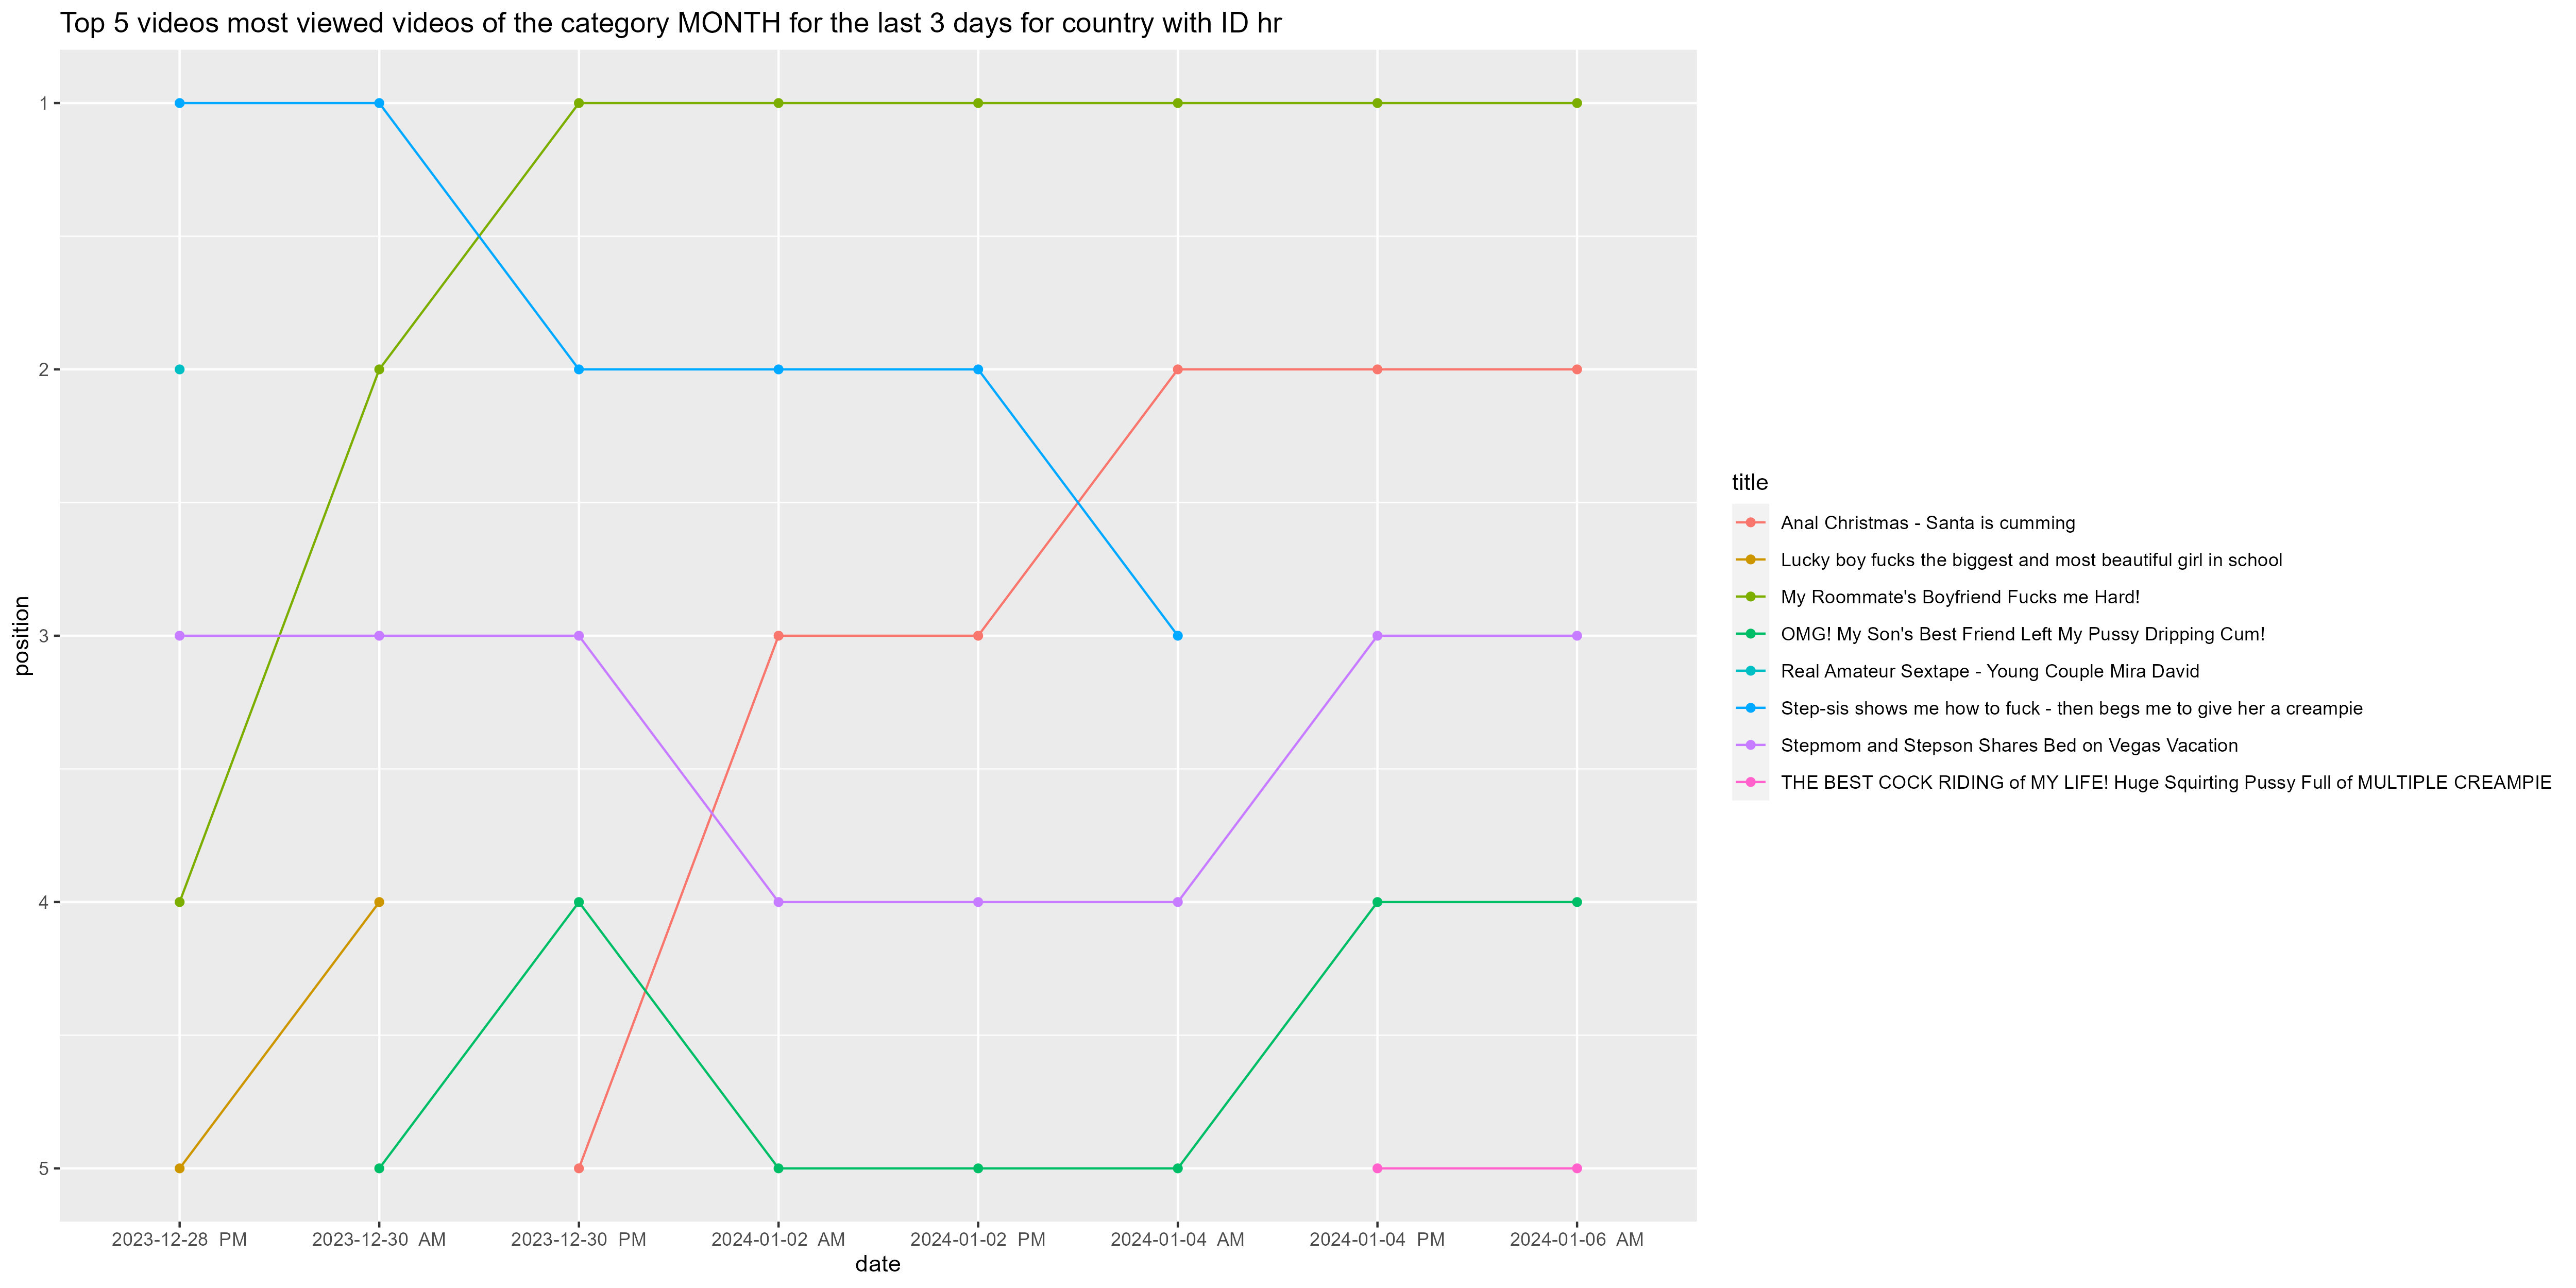 Top 5 videos most viewed videos of the category MONTH for the last 3 days for country with ID hr
position
1
2
3
4
5
2023-12-28 PM
2023-12-30 AM
2023-12-30 PM
2024-01-02 AM
2024-01-02 PM
2024-01-04 AM
2024-01-04 PM
2024-01-06 AM
date
title
Anal Christmas - Santa is cumming
Lucky boy fucks the biggest and most beautiful girl in school
My Roommate's Boyfriend Fucks me Hard!
OMG! My Son's Best Friend Left My Pussy Dripping Cum!
Real Amateur Sextape - Young Couple Mira David
Step-sis shows me how to fuck - then begs me to give her a creampie
Stepmom and Stepson Shares Bed on Vegas Vacation
THE BEST COCK RIDING of MY LIFE! Huge Squirting Pussy Full of MULTIPLE CREAMPIE